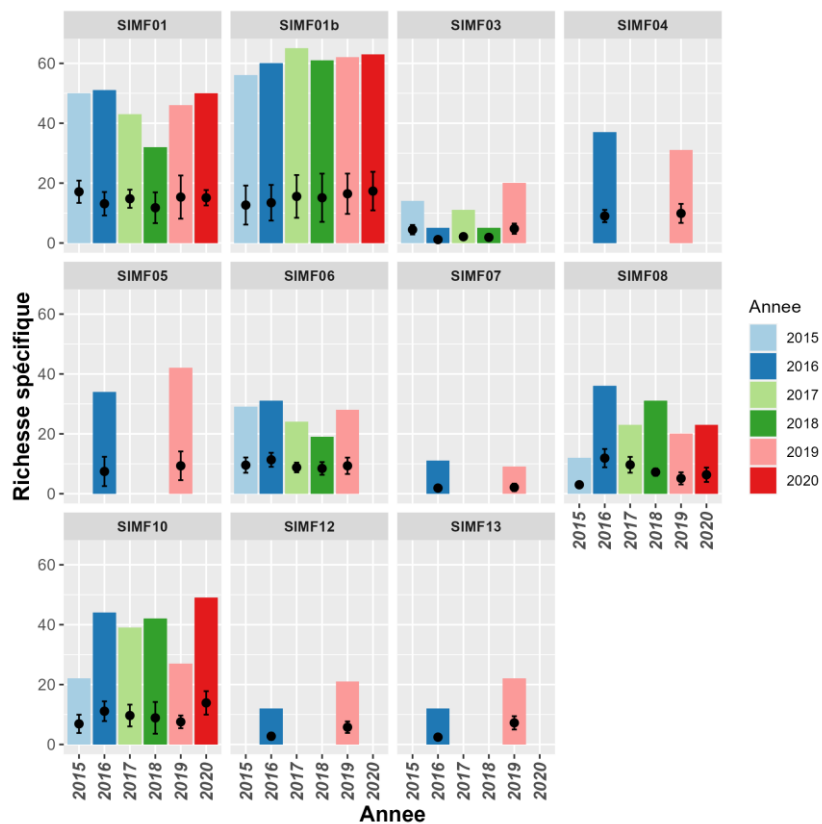 SIMF01 SIMF01b SIMF03 SIMF04
60
40
20
0
SIMF05 SIMF06 SIMF07 SIMF08
60
40
20
0
2015 2016 2017 2018 2019 2020
SIMF10 SIMF12 SIMF13
60
40
20
0
2015 2016 2017 2018 2019 2020 2015 2016 2017 2018 2019 2020 2015 2016 2017 2018 2019 2020
Annee
Richesse spécifique
Annee
2015
2016
2017
2018
2019
2020